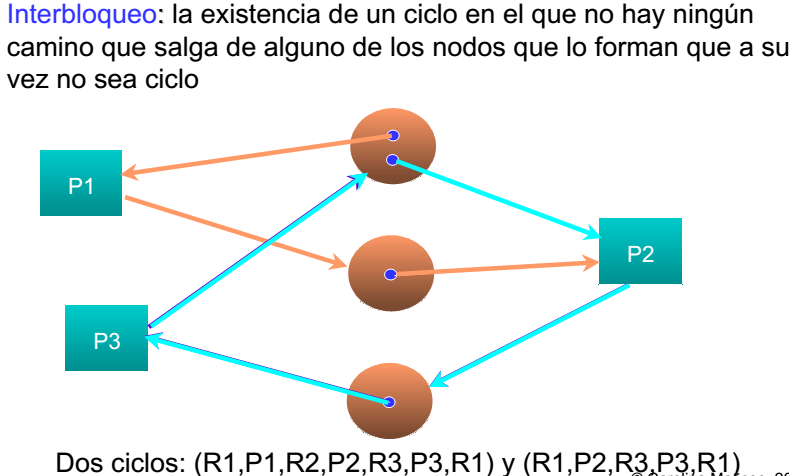 Interbloqueo: la existencia de un ciclo en el que no hay ningún
camino que salga de alguno de los nodos que lo forman que a su
vez no sea ciclo
P1
P2
P3
Dos ciclos: (R1,P1,R2,P2,R3,P3,R1) y (R1,P2,R3,P3,R1)